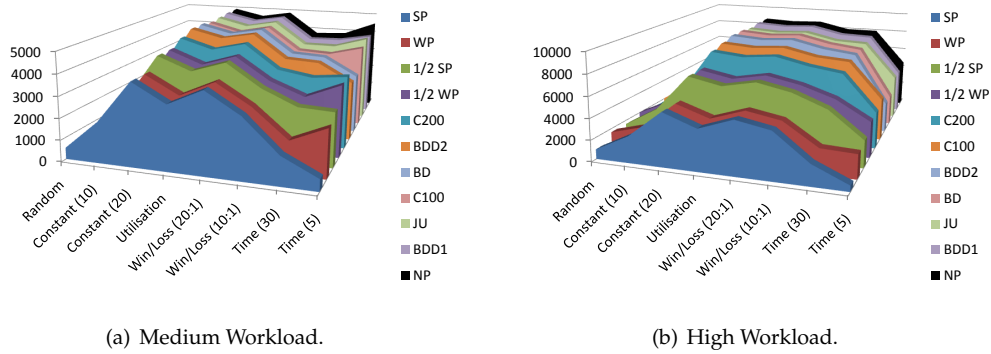 5000
4000
3000
2000
1000
0
Random
Constant (10)
Constant (20)
Utilisation
Win/Loss (20:1)
Win/Loss (10:1)
Time (30)
Time (5)
SP
WP
1/2 SP
1/2 WP
C200
BDD2
BD
C100
JU
BDD1
NP
(a) Medium Workload.
10000
8000
6000
4000
2000
0
Random
Constant (10)
Constant (20)
Utilisation
Win/Loss (20:1)
Win/Loss (10:1)
Time (30)
Time (5)
SP
WP
1/2 SP
1/2 WP
C200
C100
BDD2
BD
JU
BDD1
NP
(b) High Workload.